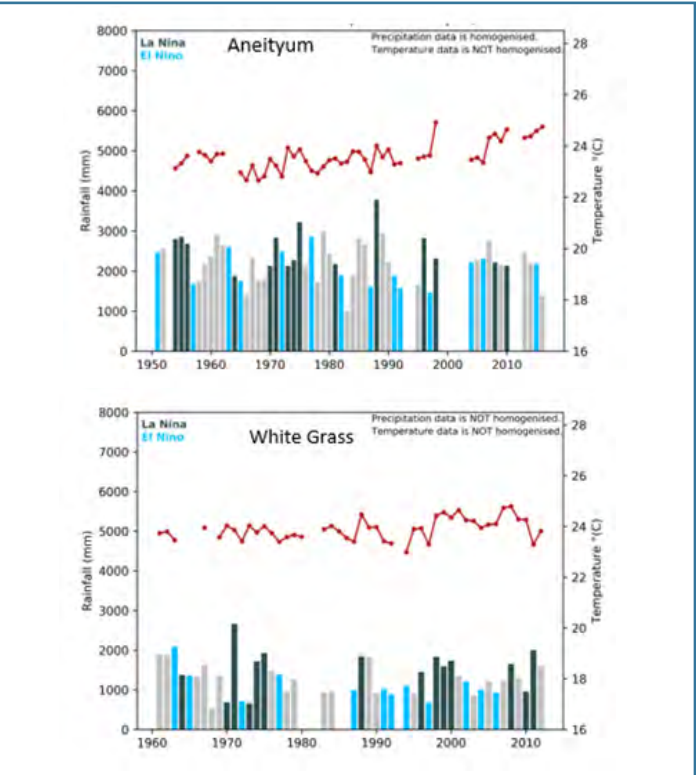 Precipitation data is homogenised.
Temperature data is NOT homogenised.
La Nina
El Nino
Aneityum
8000
7000
6000
5000
4000
3000
2000
1000
0
Rainfall (mm)
28
26
24
22
20
18
16
Temperature °(C)
1950 1960 1970 1980 1990 2000 2010
Precipitation data is NOT homogenised.
Temperature data is NOT homogenised.
La Nina
El Nino
White Grass
8000
7000
6000
5000
4000
3000
2000
1000
0
Rainfall (mm)
28
26
24
22
20
18
16
Temperature °(C)
1960 1970 1980 1990 2000 2010